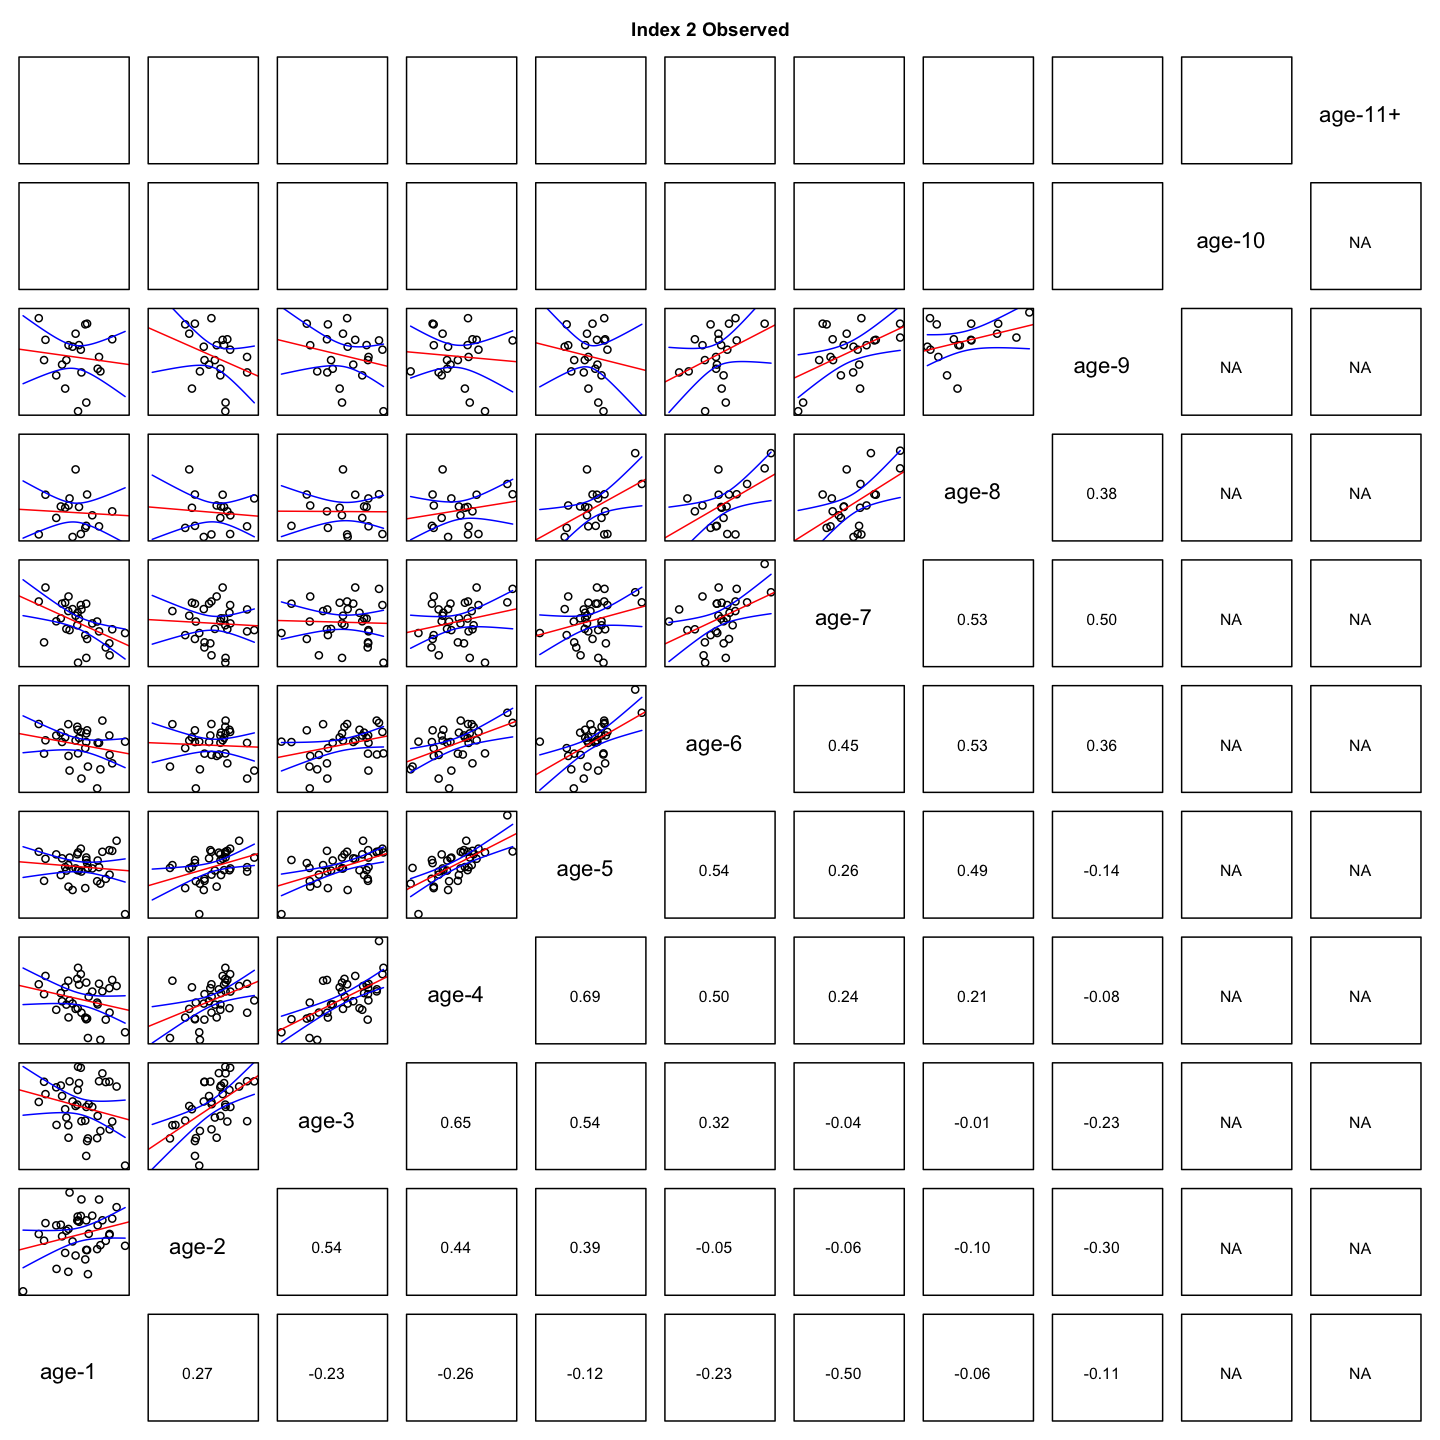 Index 2 Observed
age-11+
age-10 NA
age-9 NA NA
age-8 0.38 NA NA
age-7 0.53 0.50 NA NA
age-6 0.45 0.53 0.36 NA NA
age-5 0.54 0.26 0.49 -0.14 NA NA
age-4 0.69 0.50 0.24 0.21 -0.08 NA NA
age-3 0.65 0.54 0.32 -0.04 -0.01 -0.23 NA NA
age-2 0.54 0.44 0.39 -0.05 -0.06 -0.10 -0.30 NA NA
age-1 0.27 -0.23 -0.26 -0.12 -0.23 -0.50 -0.06 -0.11 NA NA